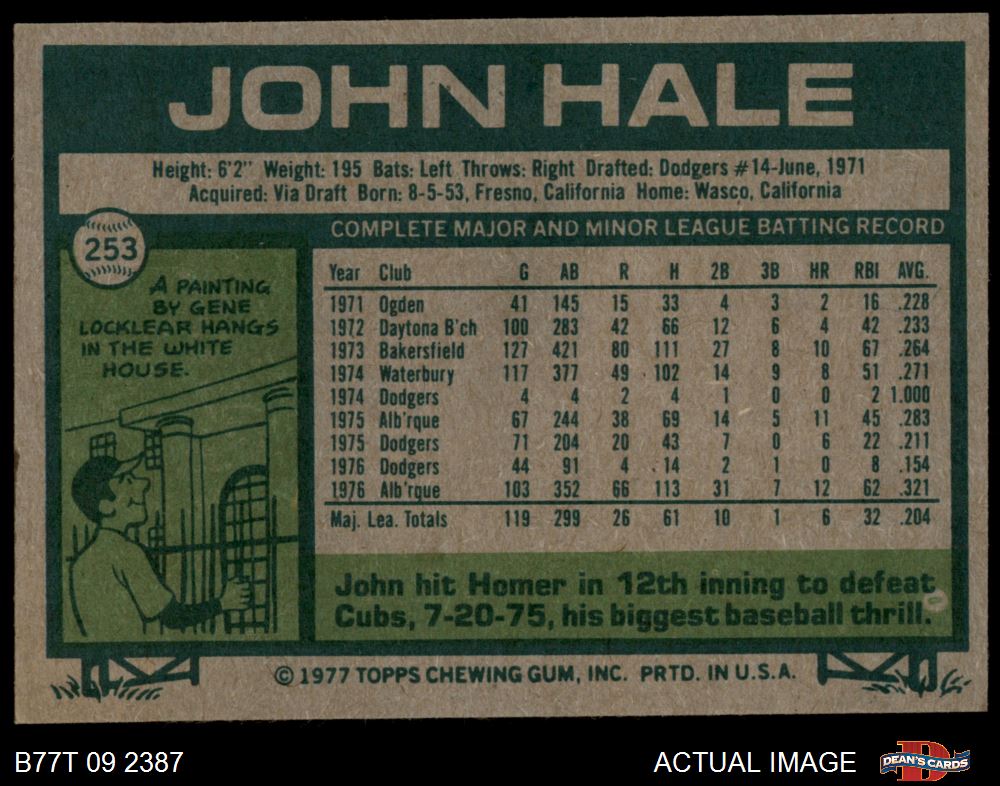 JOHN HALE
Height: 6'2" Weight: 195 Bats: Left Throws: Right Drafted: Dodgers #14-June, 1971
Acquired: Via Draft Born: 8-5-53, Fresno, California Home: Wasco, California
253
A PAINTING
BY GENE
LOCKLEAR HANGS
IN THE WHITE
HOUSE.
COMPLETE MAJOR AND MINOR LEAGUE BATTING RECORD
Year Club G AB R H 2B 3B HR RBI AVG.
1971 Ogden 41 145 15 33 4 3 2 16 .228
1972 Daytona B'ch 100 283 42 66 12 6 4 42 .233
1973 Bakersfield 127 421 80 111 27 8 10 67 .264
1974 Waterbury 117 377 49 102 14 9 8 51 .271
1974 Dodgers 4 4 2 4 1 0 0 2 1.000
1975 Alb'rque 67 244 38 69 14 5 11 45 .283
1975 Dodgers 71 204 20 43 7 0 6 22 .211
1976 Dodgers 44 91 4 14 2 1 0 8 .154
1976 Alb'rque 103 352 66 113 31 7 12 62 .321
Maj. Lea. Totals 119 299 26 61 10 1 6 32 .204
John hit Homer in 12th inning to defeat
Cubs, 7-20-75, his biggest baseball thrill.
© 1977 TOPPS CHEWING GUM, INC. PRTD. IN U.S.A.
B77T 09 2387
ACTUAL IMAGE
D
DEAN'S CARDS